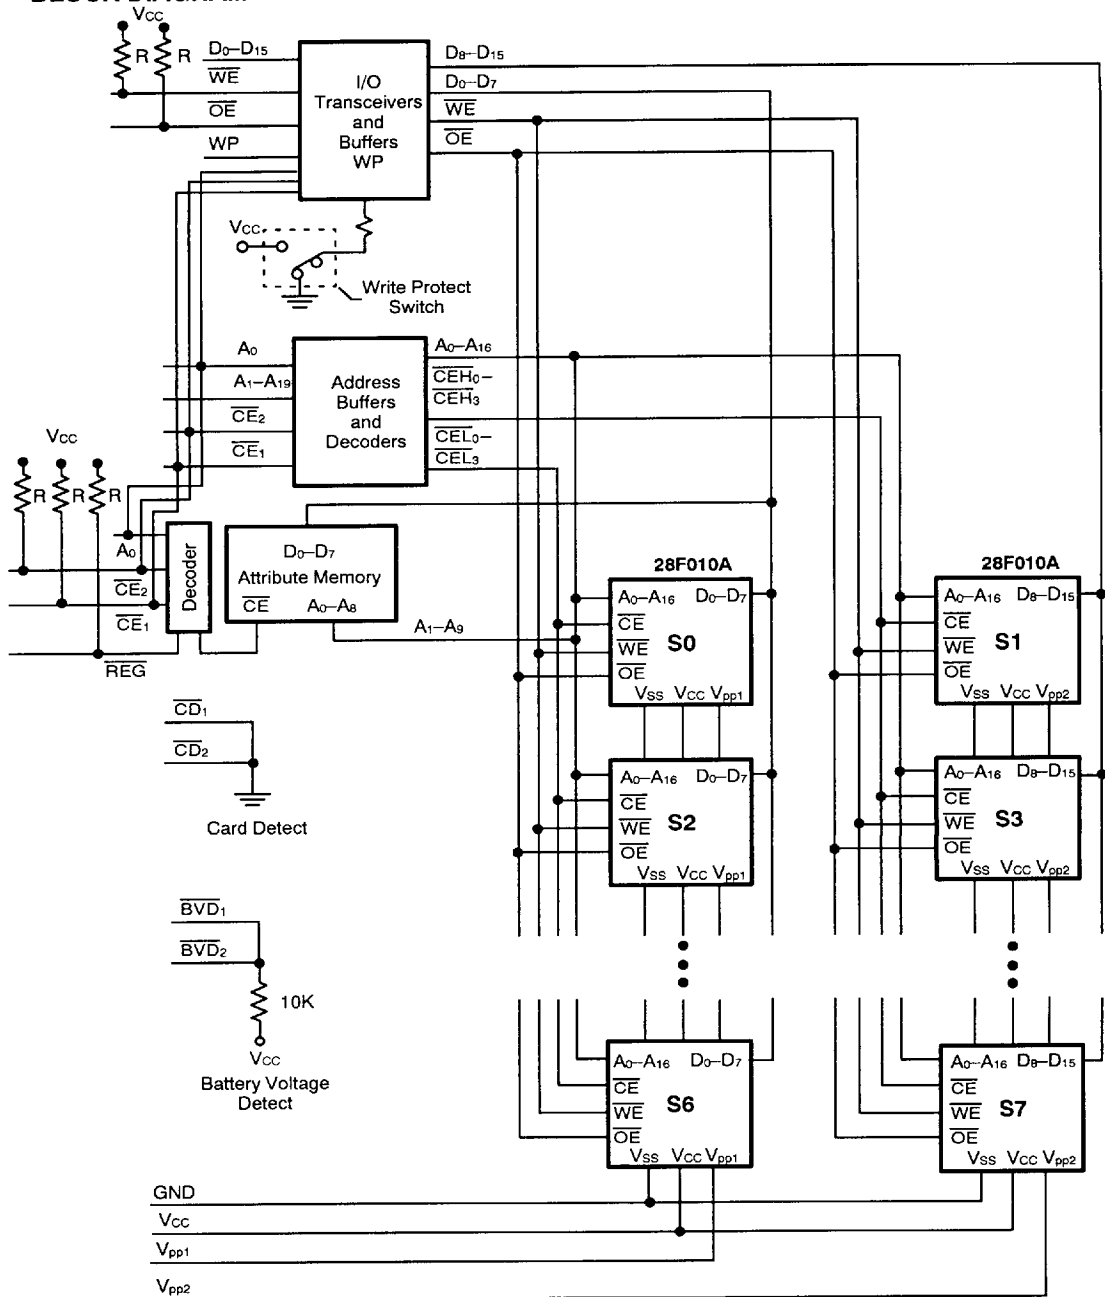 BLOCK DIAGRAM
VCC
R R
D0–D15
WE
OE
WP
I/O
Transceivers
and
Buffers
WP
D8–D15
D0–D7
WE
OE
VCC
Write Protect
Switch
A0
A1–A19
CE2
CE1
Address
Buffers
and
Decoders
A0–A16
CEH0–
CEH3
CEL0–
CEL3
VCC
R R R
A0
CE2
CE1
REG
Decoder
D0–D7
Attribute Memory
CE A0–A8
A1–A9
28F010A
A0–A16 D0–D7
CE
WE
OE
S0
VSS VCC Vpp1
28F010A
A0–A16 D8–D15
CE
WE
OE
S1
VSS VCC Vpp2
A0–A16 D0–D7
CE
WE
OE
S2
VSS VCC Vpp1
A0–A16 D8–D15
CE
WE
OE
S3
VSS VCC Vpp2
CD1
CD2
Card Detect
BVD1
BVD2
10K
VCC
Battery Voltage
Detect
A0–A16 D0–D7
CE
WE
OE
S6
VSS VCC Vpp1
A0–A16 D8–D15
CE
WE
OE
S7
VSS VCC Vpp2
GND
VCC
Vpp1
Vpp2